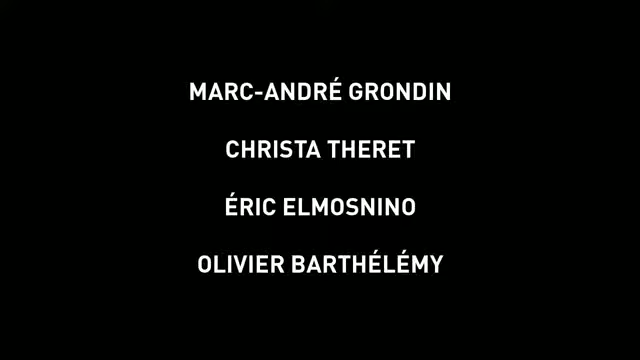 MARC-ANDRÉ GRONDIN
CHRISTA THERET
ÉRIC ELMOSNINO
OLIVIER BARTHÉLÉMY